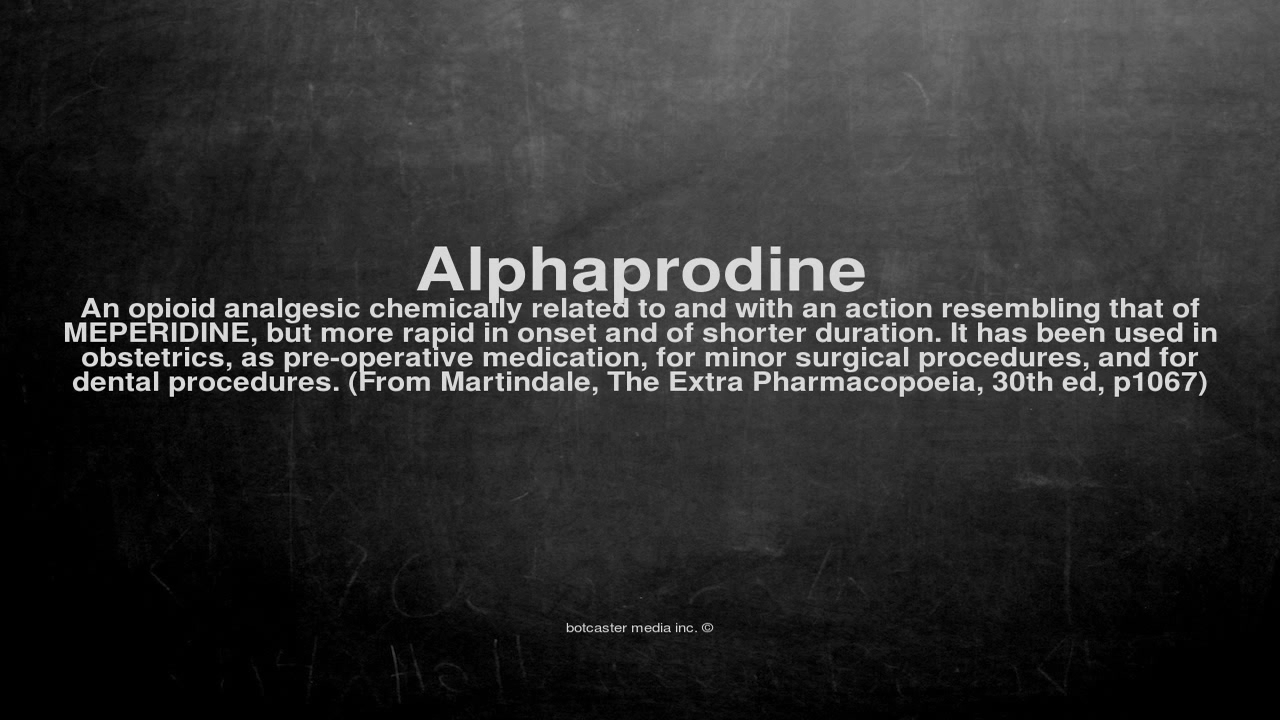 Alphaprodine
An opioid analgesic chemically related to and with an action resembling that of
MEPERIDINE, but more rapid in onset and of shorter duration. It has been used in
obstetrics, as pre-operative medication, for minor surgical procedures, and for
dental procedures. (From Martindale, The Extra Pharmacopoeia, 30th ed, p1067)
botcaster media inc. ©